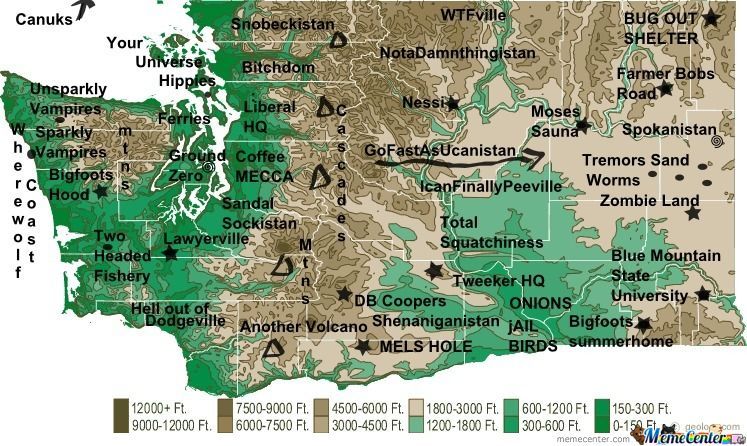 Canuks
Snobeckistan
WTFville
BUG OUT
SHELTER
Your
Universe
Hippies
NotaDamnthingistan
Bitchdom
Farmer Bobs
Road
Unsparkly
Vampires
Liberal
HQ
Nessi
Moses
Sauna
Ferries
Spokanistan
Wherewolf
Coast
Sparkly
Vampires
mtns
Ground
Zero
Coffee
MECCA
Cascades
Mtns
GoFastAsUcanistan
Tremors Sand
Worms
Bigfoots
Hood
IcanFinallyPeeville
Zombie Land
Sandal
Sockistan
Total
Squatchiness
Two
Headed
Fishery
Lawyerville
Blue Mountain
State
University
Tweeker HQ
DB Coopers
Shenaniganistan
ONIONS
Hell out of
Dodgeville
Another Volcano
jAIL
BIRDS
Bigfoots
summerhome
MELS HOLE
12000+ Ft.
7500-9000 Ft.
4500-6000 Ft.
1800-3000 Ft.
600-1200 Ft.
150-300 Ft.
9000-12000 Ft.
6000-7500 Ft.
3000-4500 Ft.
1200-1800 Ft.
300-600 Ft.
0-150 Ft.
memecenter.com
MemeCenter